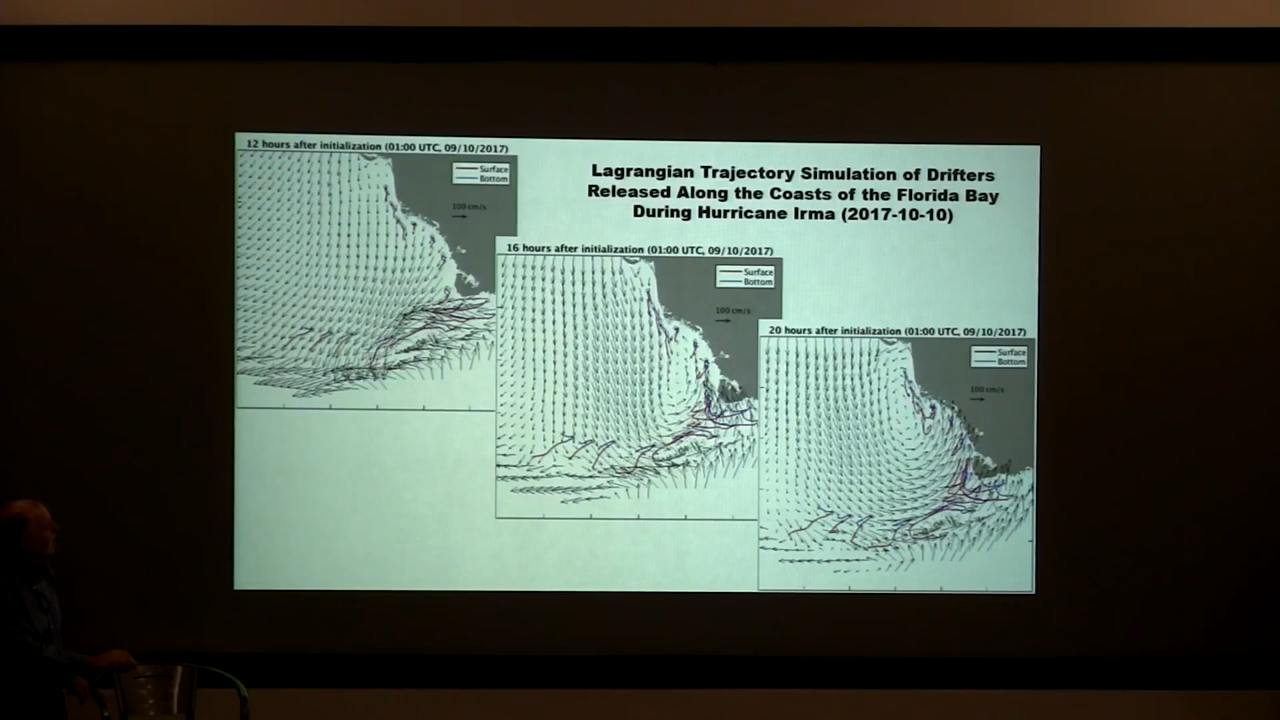 12 hours after initialization (01:00 UTC, 09/10/2017)
Surface
Bottom
100 cm/s
Lagrangian Trajectory Simulation of Drifters
Released Along the Coasts of the Florida Bay
During Hurricane Irma (2017-10-10)
16 hours after initialization (01:00 UTC, 09/10/2017)
Surface
Bottom
100 cm/s
20 hours after initialization (01:00 UTC, 09/10/2017)
Surface
Bottom
100 cm/s